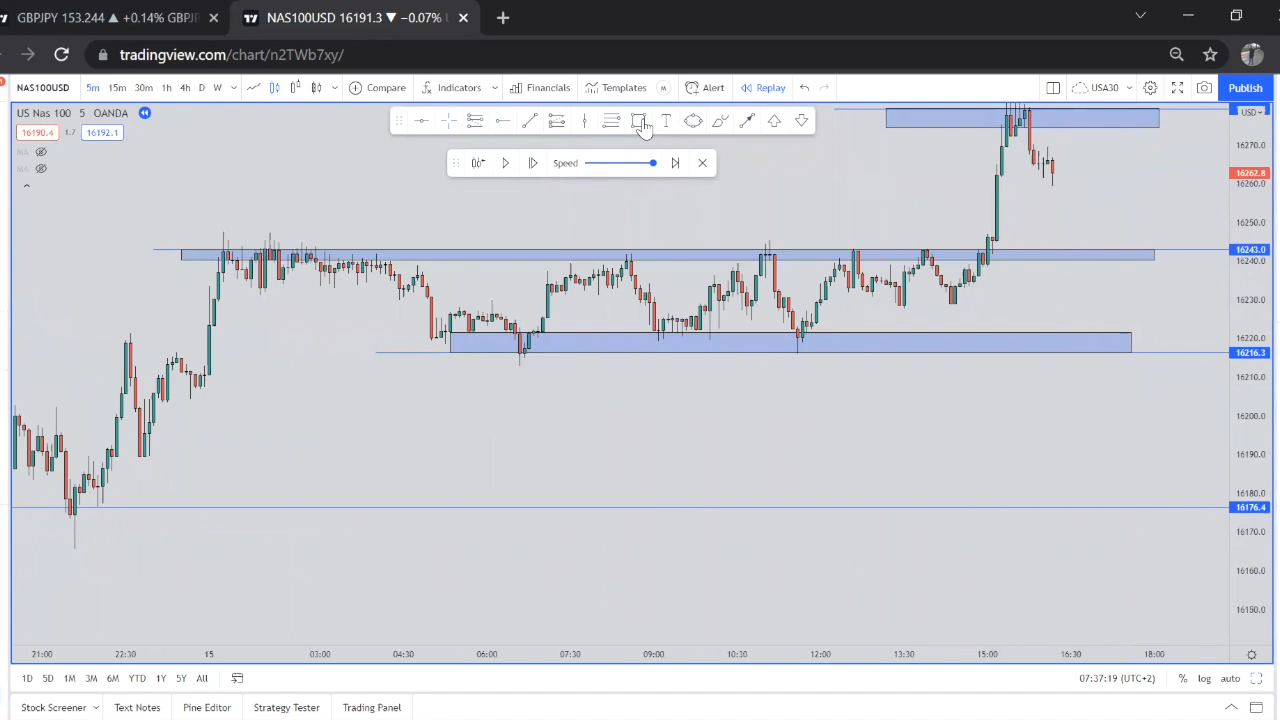 GBPJPY 153.244 ▲ +0.14% GBPJF
NAS100USD 16191.3 ▼ −0.07% U
tradingview.com/chart/n2TWb7xy/
NAS100USD 5m 15m 30m 1h 4h D W Compare Indicators Financials Templates M Alert Replay USA30 Publish
US Nas 100 5 OANDA
16190.4 1.7 16192.1
MA
MA
Speed
USD
16270.0
16262.8
16260.0
16250.0
16243.0
16240.0
16230.0
16220.0
16216.3
16210.0
16200.0
16190.0
16180.0
16176.4
16170.0
16160.0
16150.0
21:00 22:30 15 03:00 04:30 06:00 07:30 09:00 10:30 12:00 13:30 15:00 16:30 18:00
1D 5D 1M 3M 6M YTD 1Y 5Y All 07:37:19 (UTC+2) % log auto
Stock Screener Text Notes Pine Editor Strategy Tester Trading Panel